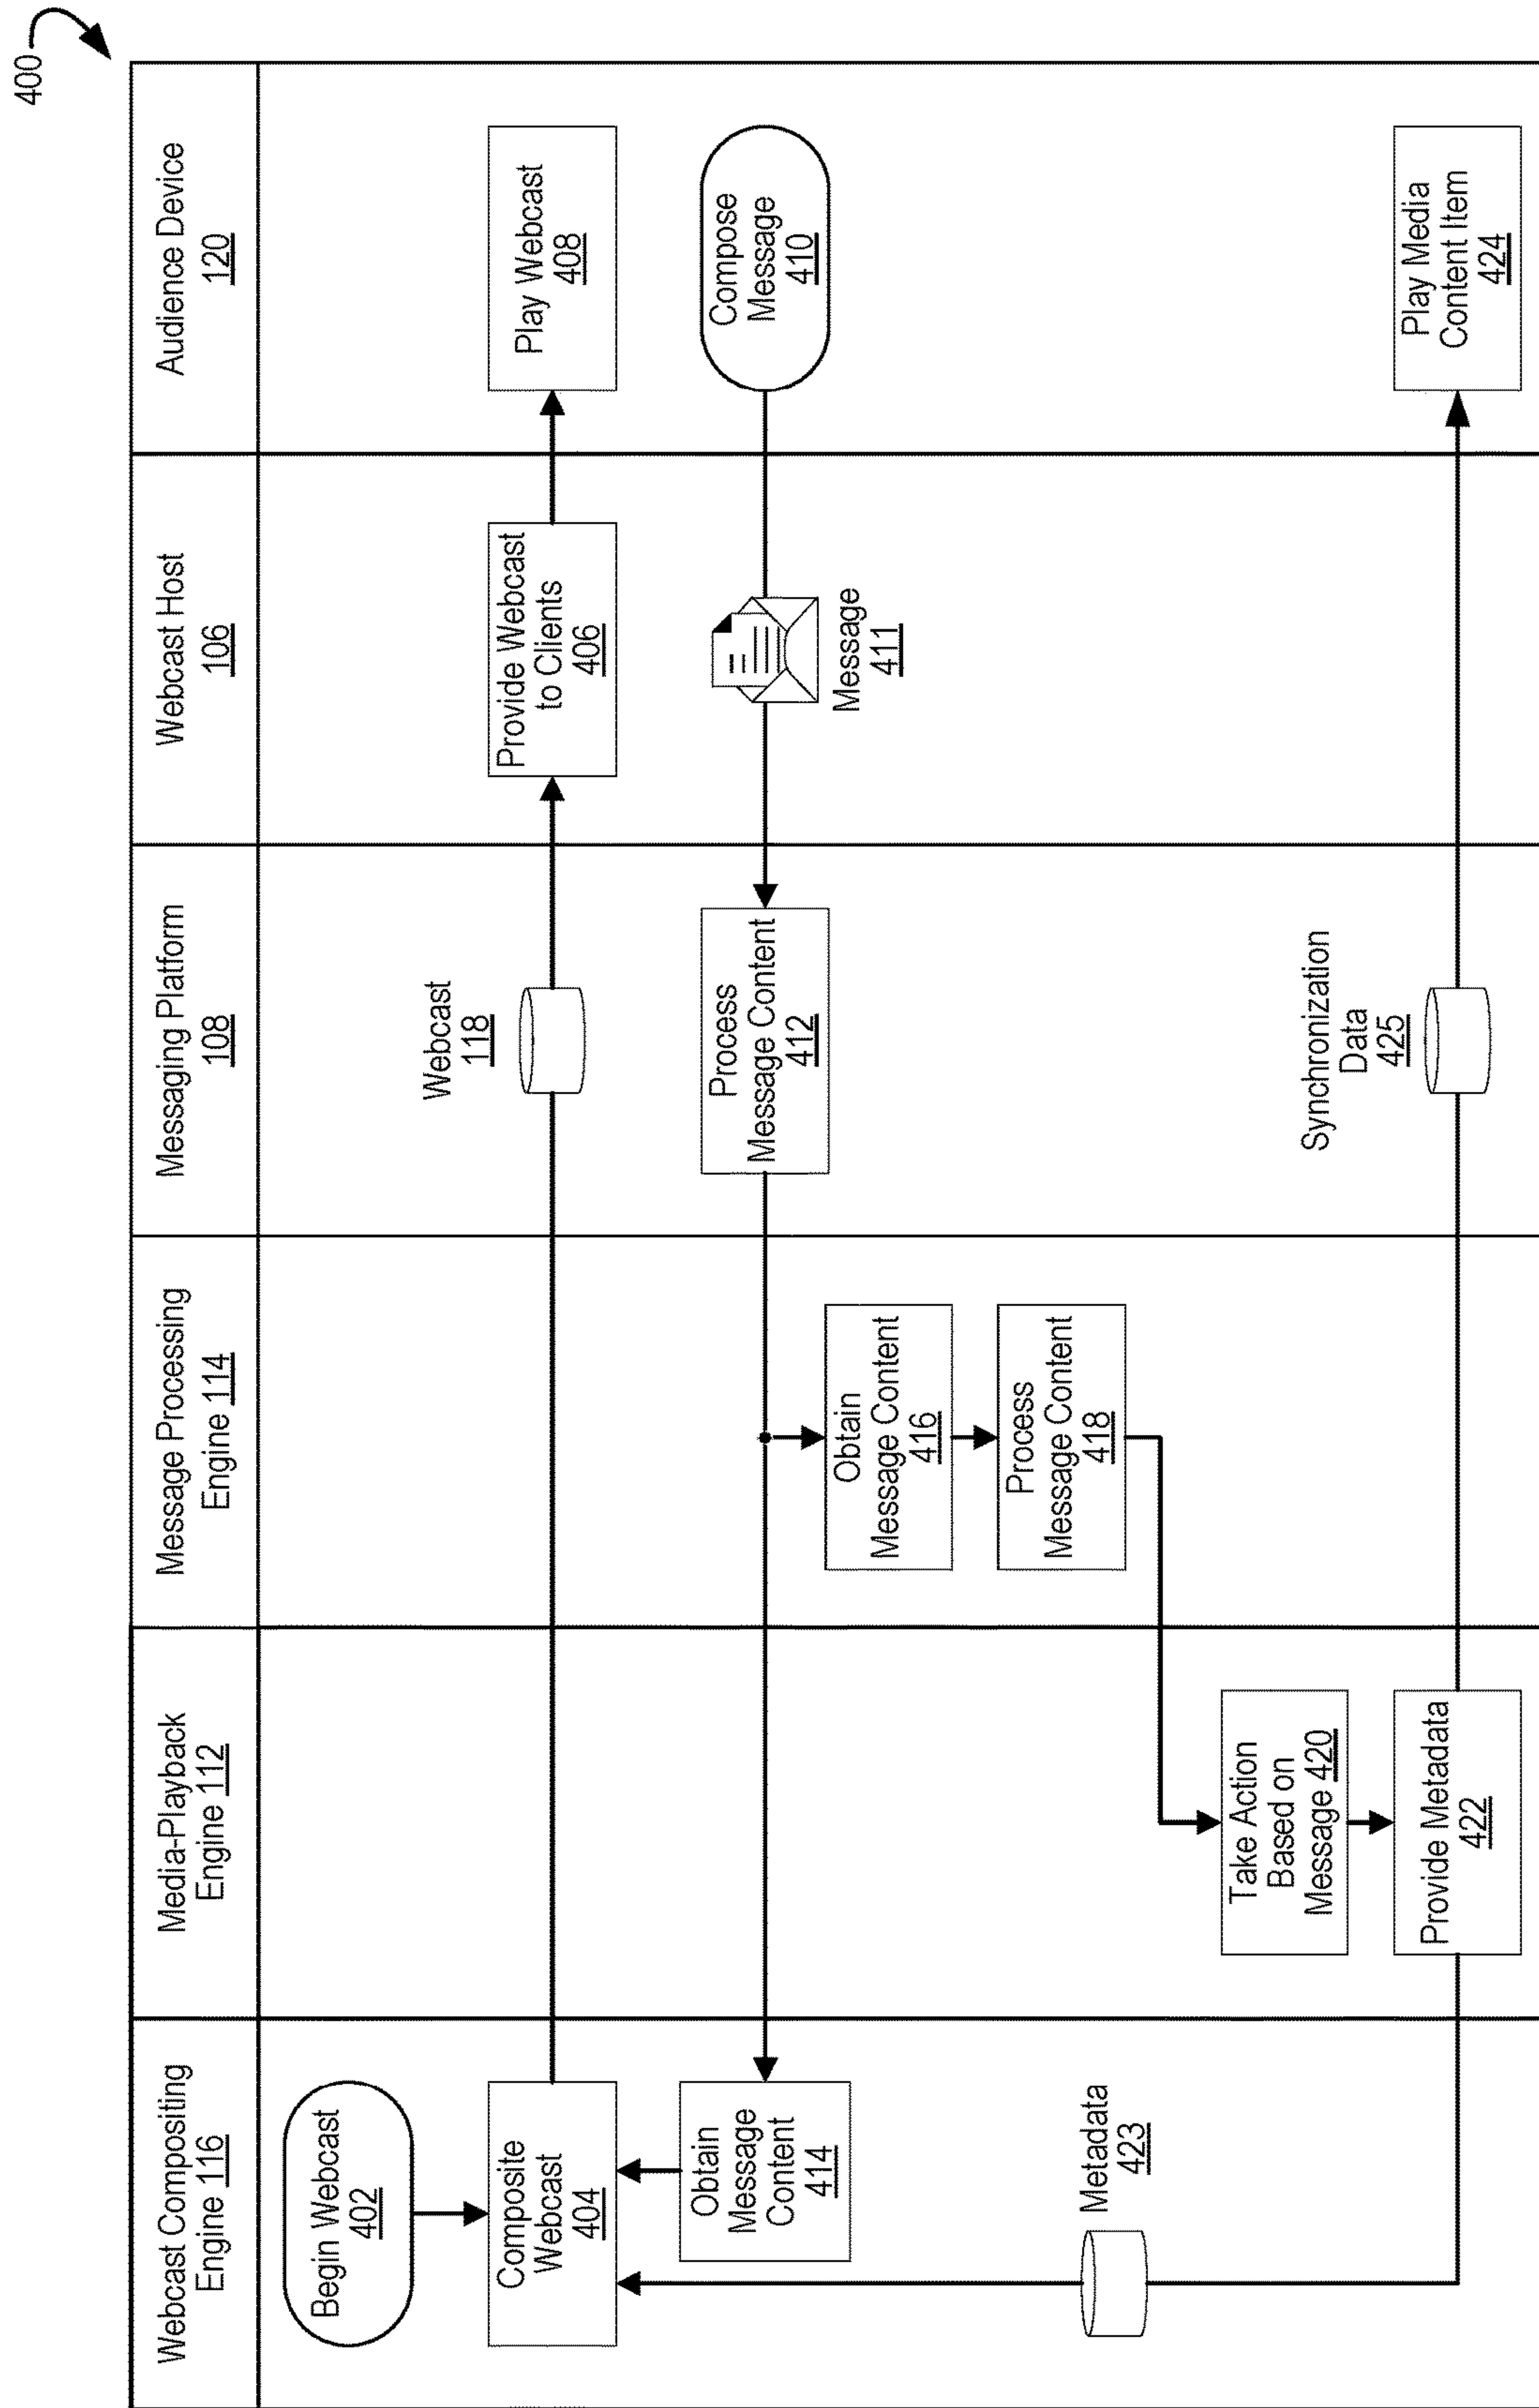 400
Webcast Compositing
Engine 116
Media-Playback
Engine 112
Message Processing
Engine 114
Messaging Platform
108
Webcast Host
106
Audience Device
120
Begin Webcast
402
Composite
Webcast
404
Webcast
118
Provide Webcast
to Clients
406
Play Webcast
408
Compose
Message
410
Message
411
Process
Message Content
412
Obtain
Message
Content
414
Obtain
Message Content
416
Process
Message Content
418
Take Action
Based on
Message 420
Provide Metadata
422
Metadata
423
Synchronization
Data
425
Play Media
Content Item
424